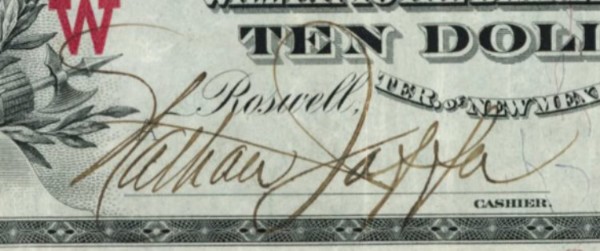 W
TEN DOLL
Roswell, TER. of NEW MEX
Nathan Jaffa
CASHIER.